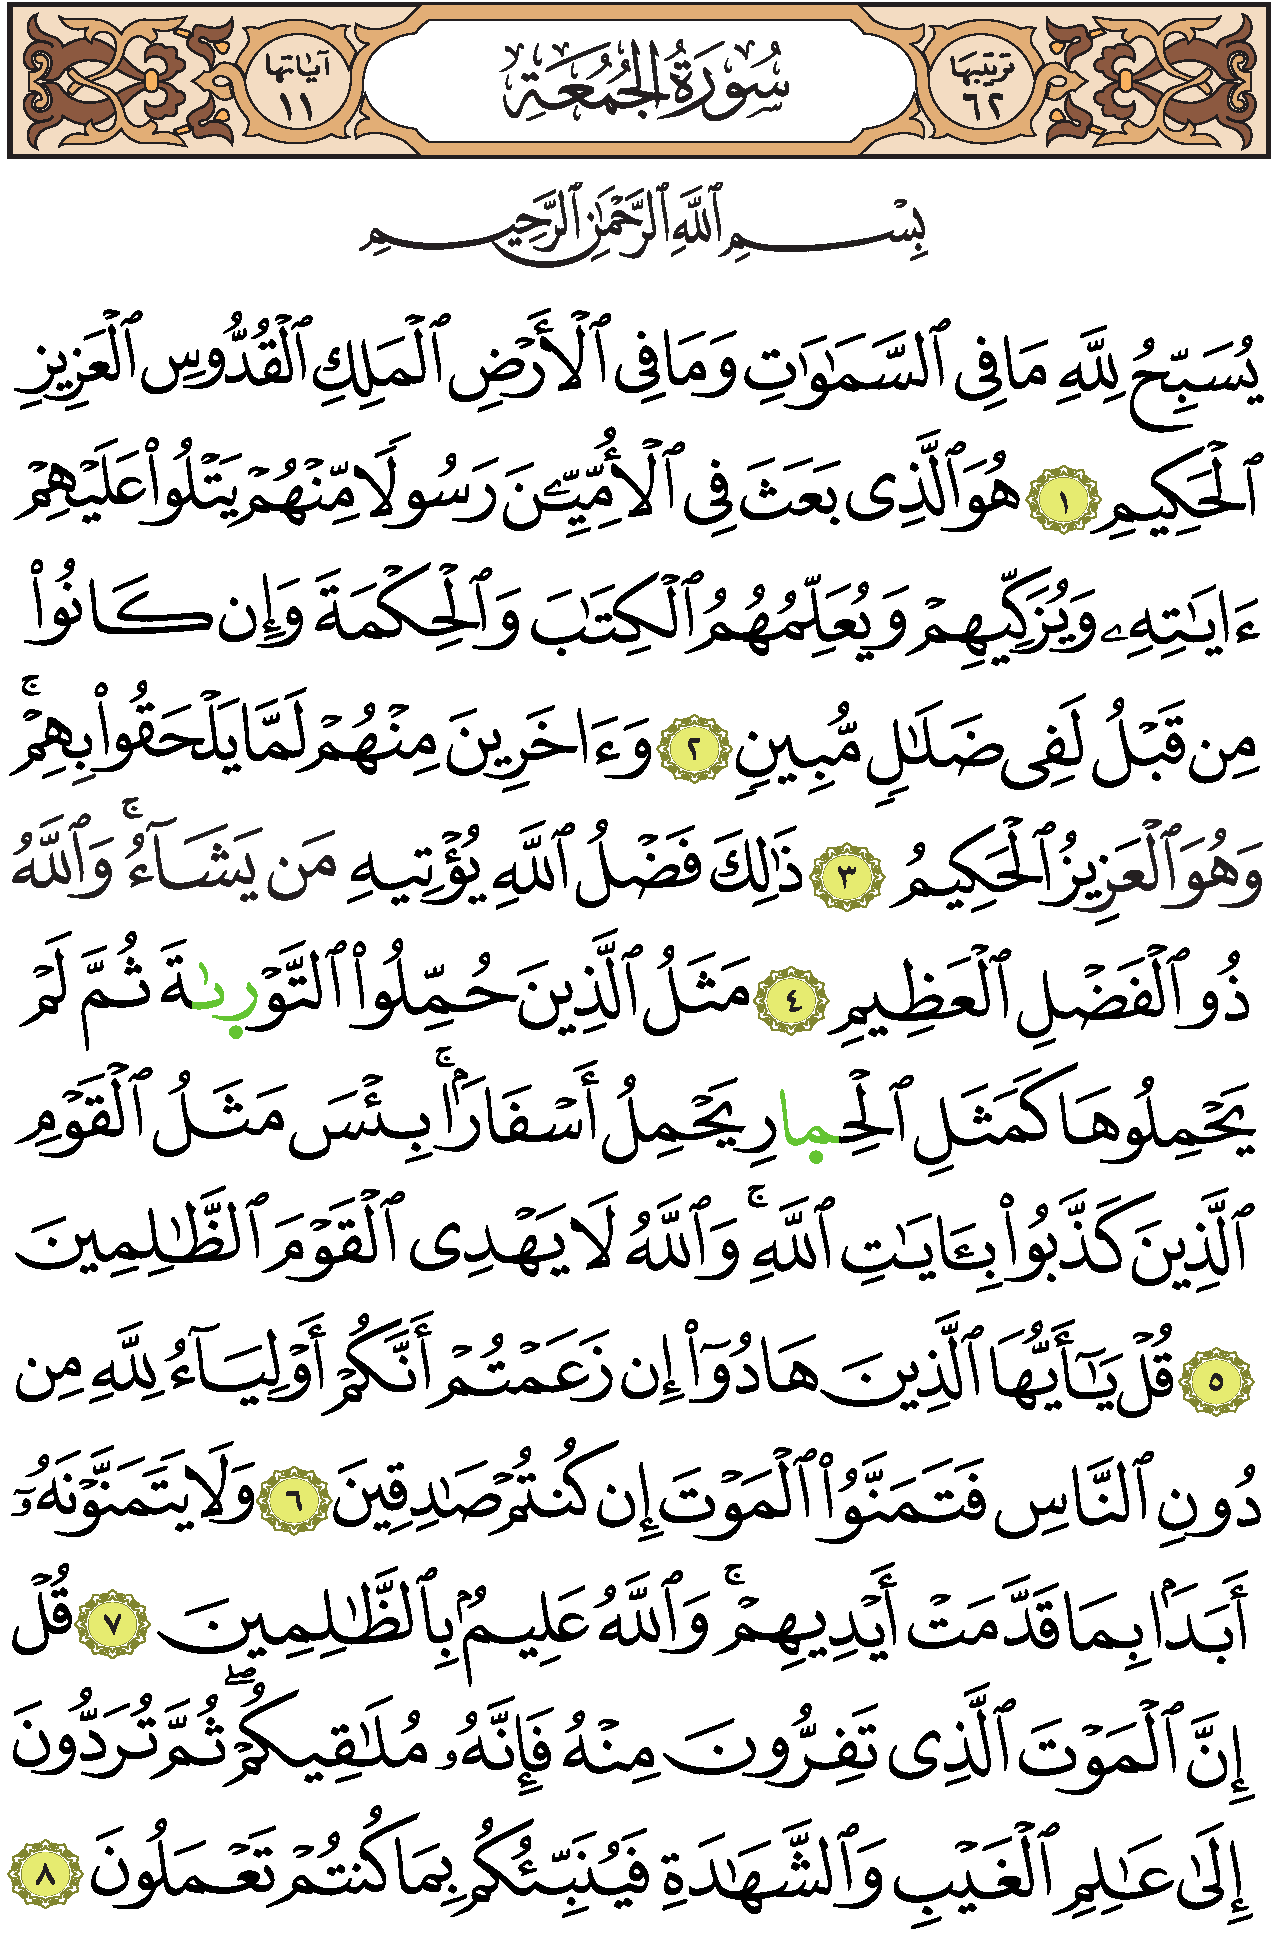 ترتيبها ٦٢
سُورَةُ الجُمُعَةِ
آياتها ١١
بِسْمِ ٱللَّهِ ٱلرَّحْمَٰنِ ٱلرَّحِيمِ
يُسَبِّحُ لِلَّهِ مَا فِى ٱلسَّمَٰوَٰتِ وَمَا فِى ٱلْأَرْضِ ٱلْمَلِكِ ٱلْقُدُّوسِ ٱلْعَزِيزِ
ٱلْحَكِيمِ ١ هُوَ ٱلَّذِى بَعَثَ فِى ٱلْأُمِّيِّـۧنَ رَسُولًا مِّنْهُمْ يَتْلُوا۟ عَلَيْهِمْ
ءَايَٰتِهِۦ وَيُزَكِّيهِمْ وَيُعَلِّمُهُمُ ٱلْكِتَٰبَ وَٱلْحِكْمَةَ وَإِن كَانُوا۟
مِن قَبْلُ لَفِى ضَلَٰلٍ مُّبِينٍ ٢ وَءَاخَرِينَ مِنْهُمْ لَمَّا يَلْحَقُوا۟ بِهِمْ ۚ
وَهُوَ ٱلْعَزِيزُ ٱلْحَكِيمُ ٣ ذَٰلِكَ فَضْلُ ٱللَّهِ يُؤْتِيهِ مَن يَشَآءُ ۚ وَٱللَّهُ
ذُو ٱلْفَضْلِ ٱلْعَظِيمِ ٤ مَثَلُ ٱلَّذِينَ حُمِّلُوا۟ ٱلتَّوْرىٰةَ ثُمَّ لَمْ
يَحْمِلُوهَا كَمَثَلِ ٱلْحِمارِ يَحْمِلُ أَسْفَارَۢا ۚ بِئْسَ مَثَلُ ٱلْقَوْمِ
ٱلَّذِينَ كَذَّبُوا۟ بِـَٔايَٰتِ ٱللَّهِ ۚ وَٱللَّهُ لَا يَهْدِى ٱلْقَوْمَ ٱلظَّٰلِمِينَ
٥ قُلْ يَٰٓأَيُّهَا ٱلَّذِينَ هَادُوٓا۟ إِن زَعَمْتُمْ أَنَّكُمْ أَوْلِيَآءُ لِلَّهِ مِن
دُونِ ٱلنَّاسِ فَتَمَنَّوُا۟ ٱلْمَوْتَ إِن كُنتُمْ صَٰدِقِينَ ٦ وَلَا يَتَمَنَّوْنَهُۥٓ
أَبَدَۢا بِمَا قَدَّمَتْ أَيْدِيهِمْ ۚ وَٱللَّهُ عَلِيمُۢ بِٱلظَّٰلِمِينَ ٧ قُلْ
إِنَّ ٱلْمَوْتَ ٱلَّذِى تَفِرُّونَ مِنْهُ فَإِنَّهُۥ مُلَٰقِيكُمْ ۖ ثُمَّ تُرَدُّونَ
إِلَىٰ عَٰلِمِ ٱلْغَيْبِ وَٱلشَّهَٰدَةِ فَيُنَبِّئُكُم بِمَا كُنتُمْ تَعْمَلُونَ ٨